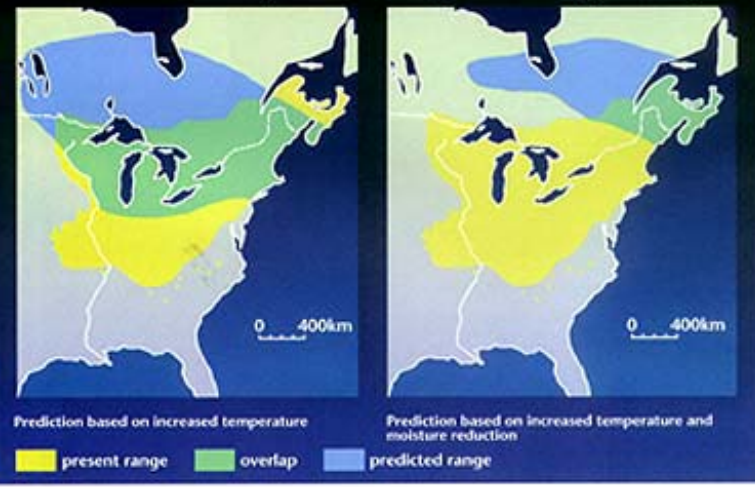 0 400km
0 400km
Prediction based on increased temperature
Prediction based on increased temperature and
moisture reduction
present range
overlap
predicted range